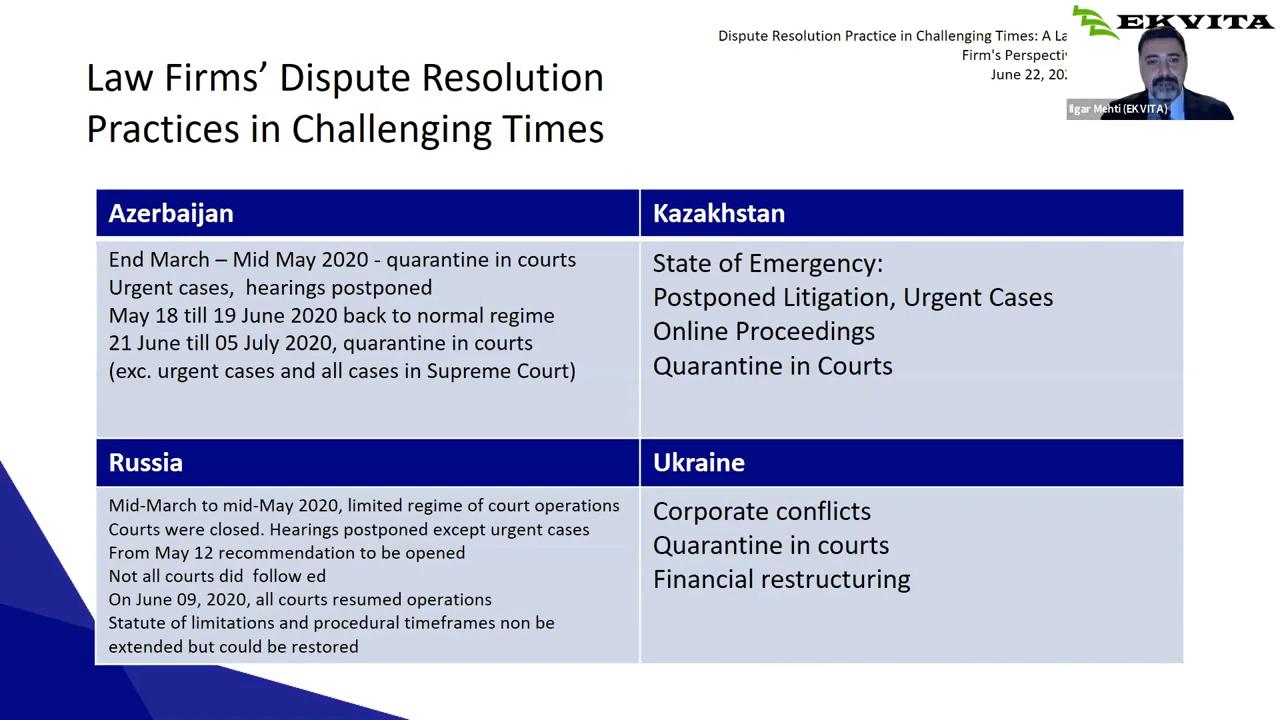 Dispute Resolution Practice in Challenging Times: A
Firm's
June 22,
EKVITA
Ilgar Mehti (EKVITA)
Law Firms’ Dispute Resolution
Practices in Challenging Times
Azerbaijan
End March – Mid May 2020 - quarantine in courts
Urgent cases, hearings postponed
May 18 till 19 June 2020 back to normal regime
21 June till 05 July 2020, quarantine in courts
(exc. urgent cases and all cases in Supreme Court)
Kazakhstan
State of Emergency:
Postponed Litigation, Urgent Cases
Online Proceedings
Quarantine in Courts
Russia
Mid-March to mid-May 2020, limited regime of court operations
Courts were closed. Hearings postponed except urgent cases
From May 12 recommendation to be opened
Not all courts did follow ed
On June 09, 2020, all courts resumed operations
Statute of limitations and procedural timeframes non be
extended but could be restored
Ukraine
Corporate conflicts
Quarantine in courts
Financial restructuring